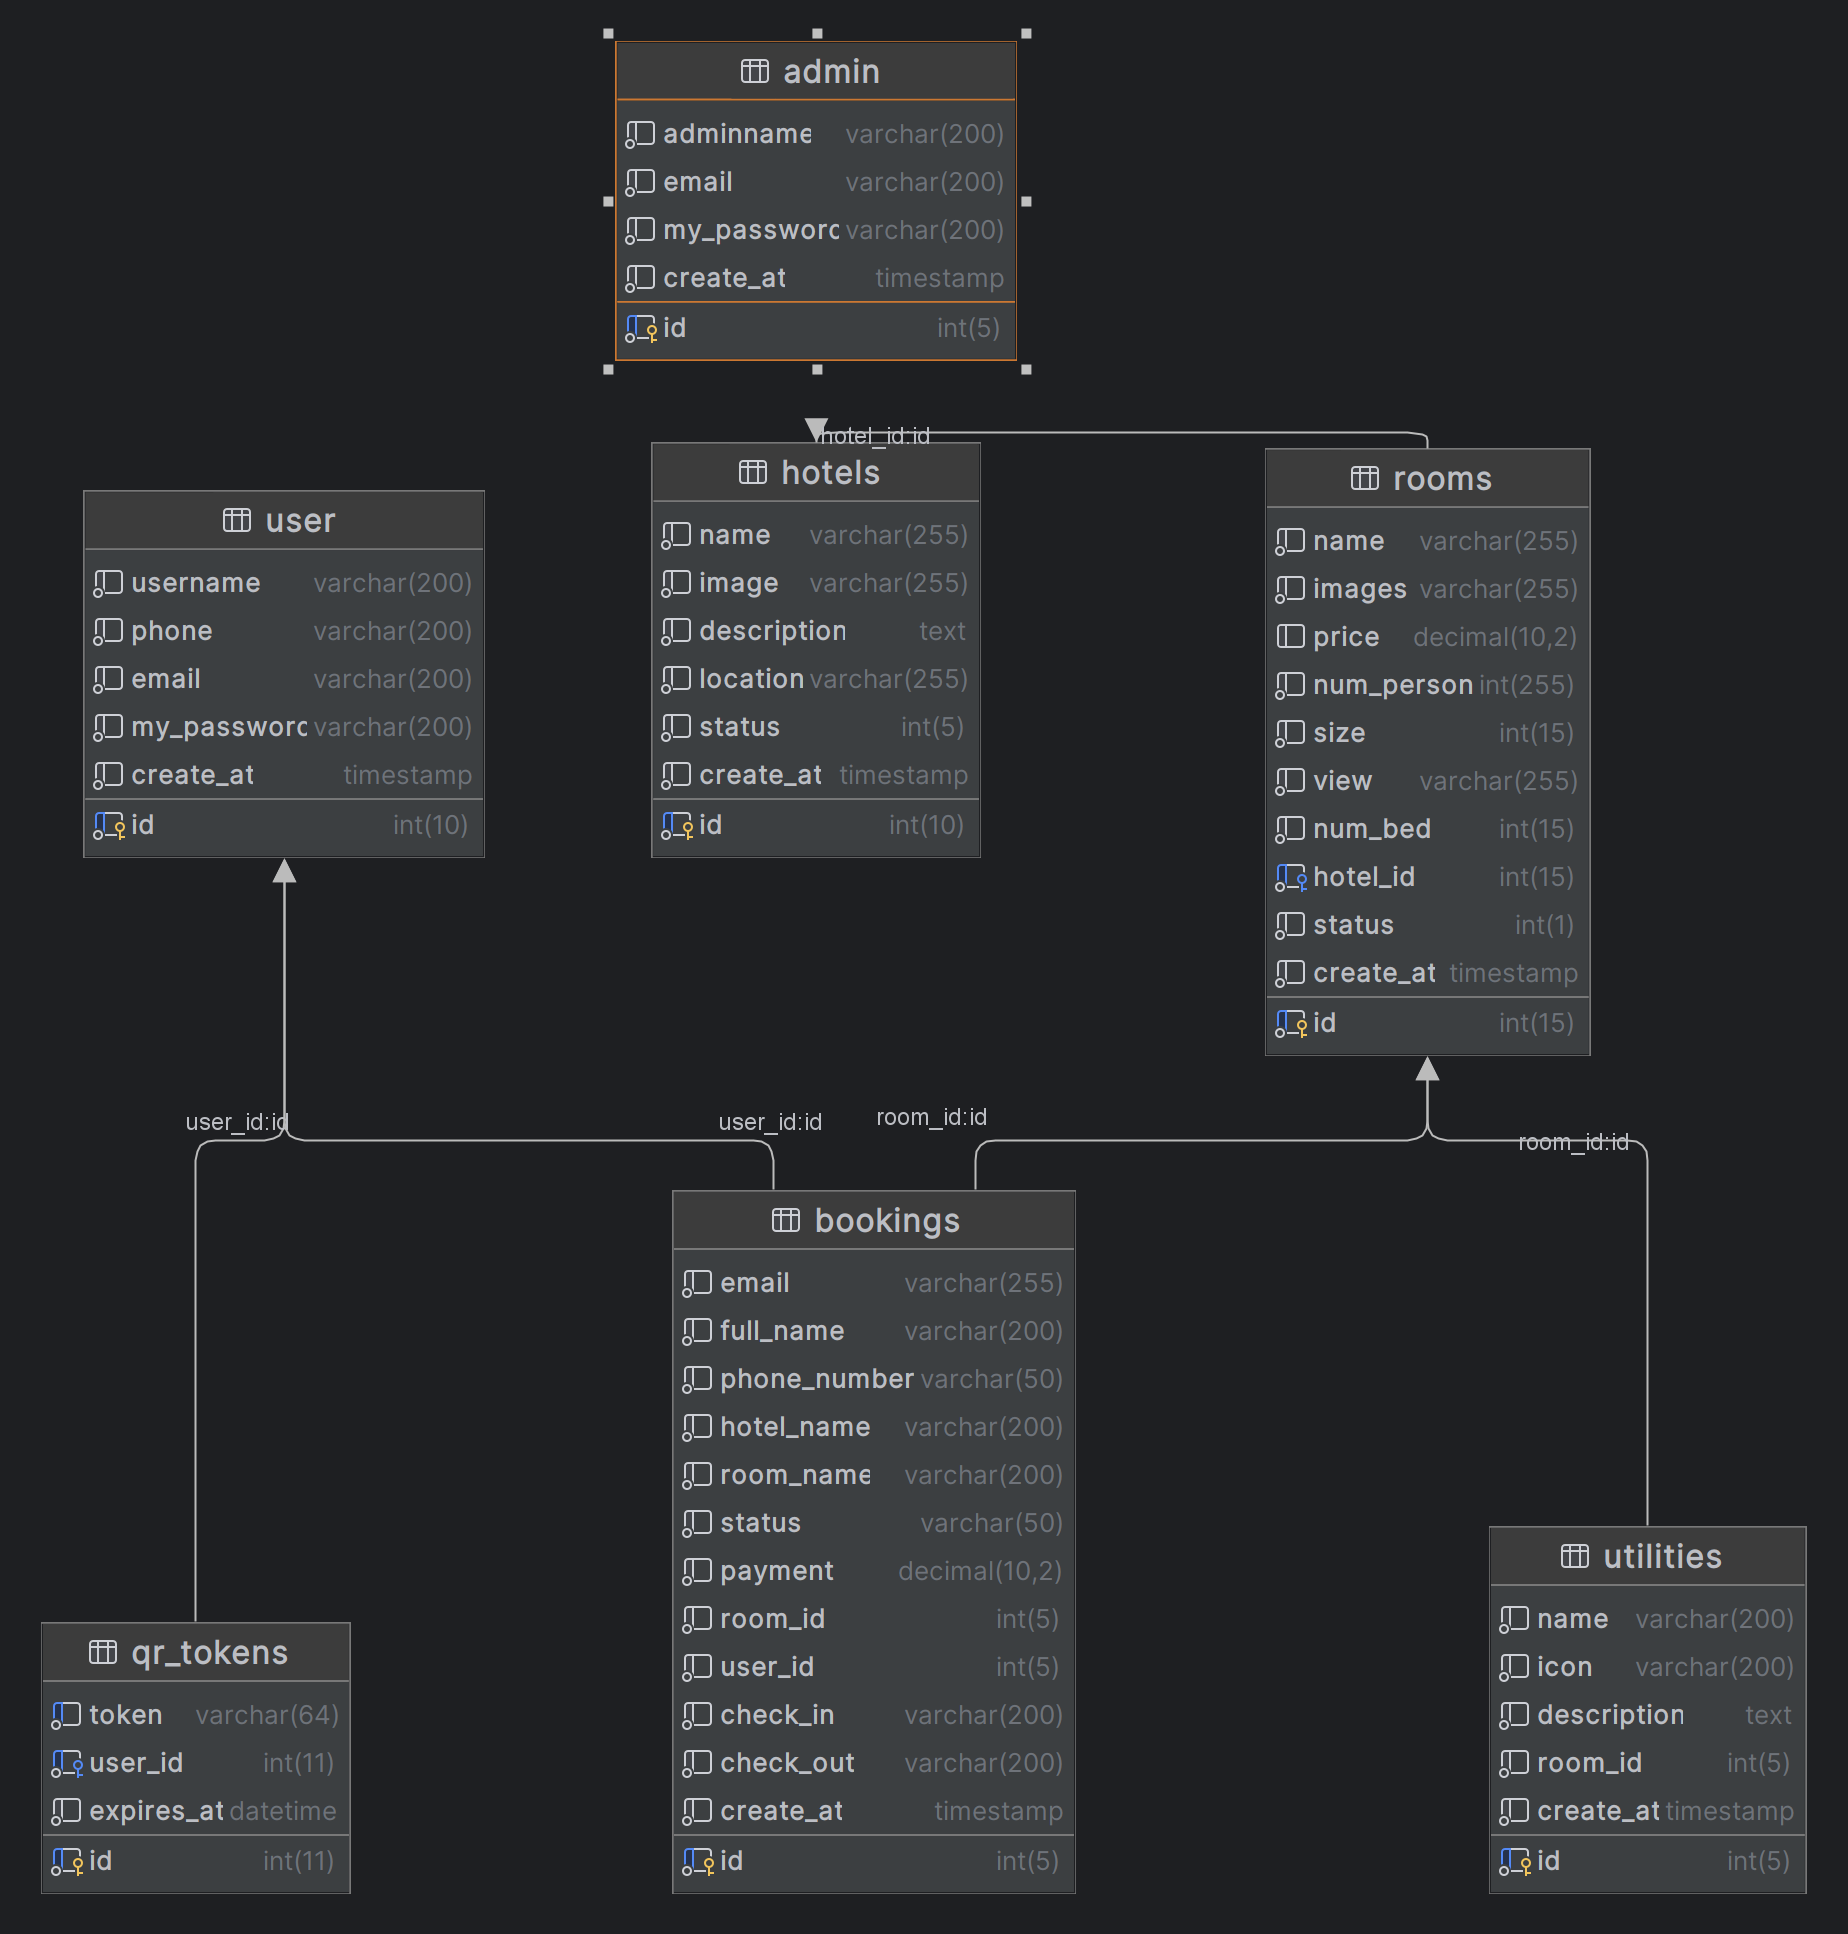 admin
adminname varchar(200)
email varchar(200)
my_password varchar(200)
create_at timestamp
id int(5)
hotel_id:id
hotels
name varchar(255)
image varchar(255)
description text
location varchar(255)
status int(5)
create_at timestamp
id int(10)
rooms
name varchar(255)
images varchar(255)
price decimal(10,2)
num_person int(255)
size int(15)
view varchar(255)
num_bed int(15)
hotel_id int(15)
status int(1)
create_at timestamp
id int(15)
user
username varchar(200)
phone varchar(200)
email varchar(200)
my_password varchar(200)
create_at timestamp
id int(10)
user_id:id
user_id:id
room_id:id
room_id:id
bookings
email varchar(255)
full_name varchar(200)
phone_number varchar(50)
hotel_name varchar(200)
room_name varchar(200)
status varchar(50)
payment decimal(10,2)
room_id int(5)
user_id int(5)
check_in varchar(200)
check_out varchar(200)
create_at timestamp
id int(5)
utilities
name varchar(200)
icon varchar(200)
description text
room_id int(5)
create_at timestamp
id int(5)
qr_tokens
token varchar(64)
user_id int(11)
expires_at datetime
id int(11)